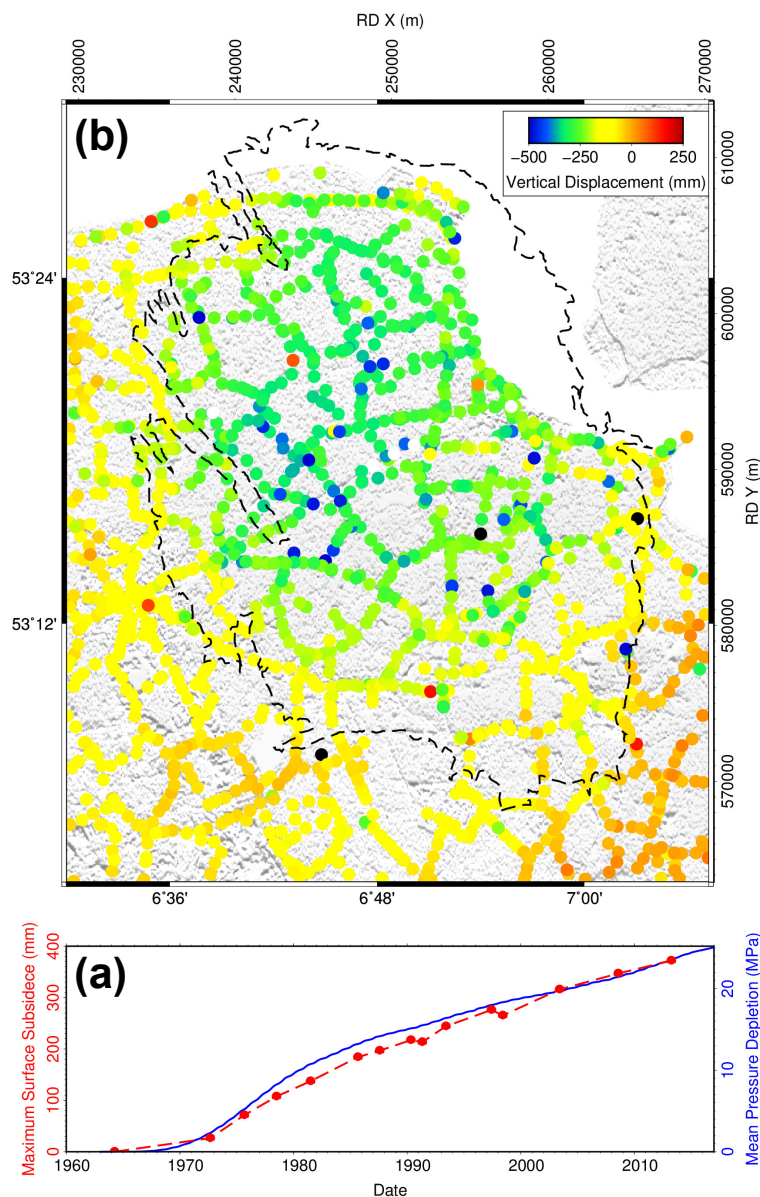 RD X (m)
230000 240000 250000 260000 270000
(b)
−500 −250 0 250
Vertical Displacement (mm)
53˚24'
53˚12'
610000
600000
590000
580000
570000
RD Y (m)
6˚36' 6˚48' 7˚00'
(a)
Maximum Surface Subsidece (mm)
400
300
200
100
0
20
10
0
Mean Pressure Depletion (MPa)
1960 1970 1980 1990 2000 2010
Date